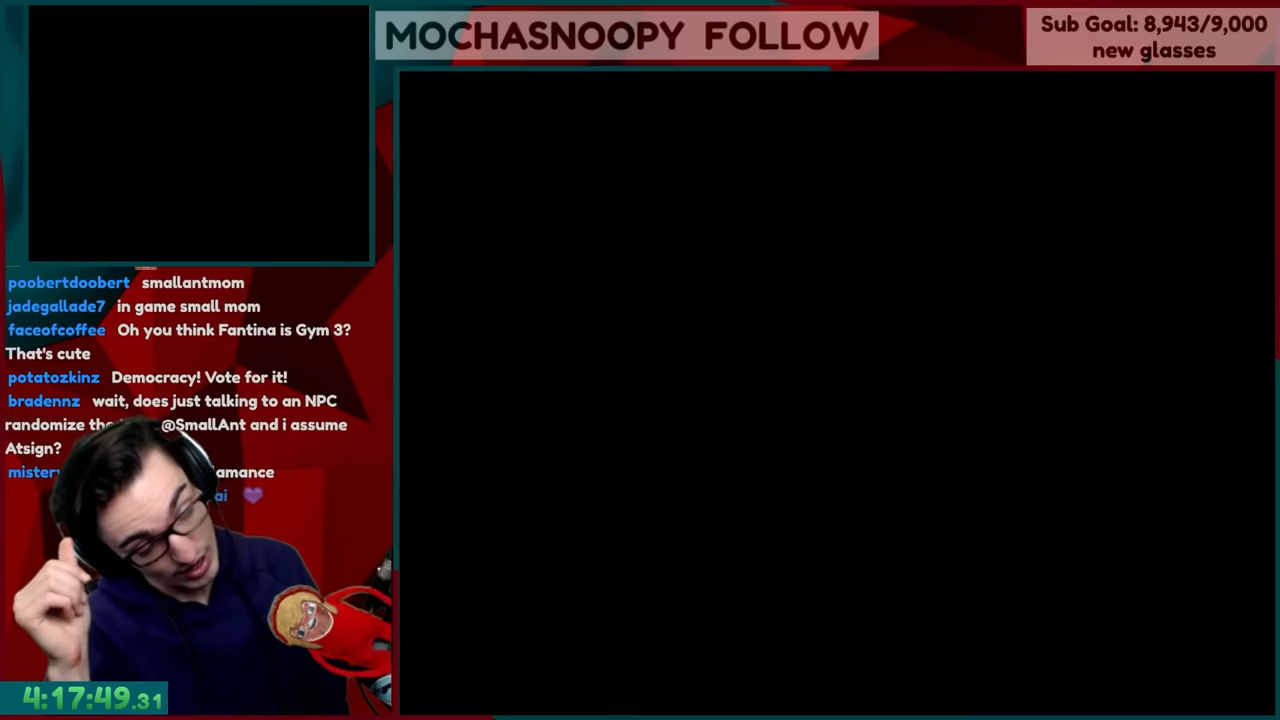 MOCHASNOOPY FOLLOW
Sub Goal: 8,943/9,000
new glasses
poobertdoobert smallantmom
jadegallade7 in game small mom
faceofcoffee Oh you think Fantina is Gym 3?
That's cute
potatozkinz Democracy! Vote for it!
bradennz wait, does just talking to an NPC
randomize the @SmallAnt and i assume
Atsign?
4:17:49.31